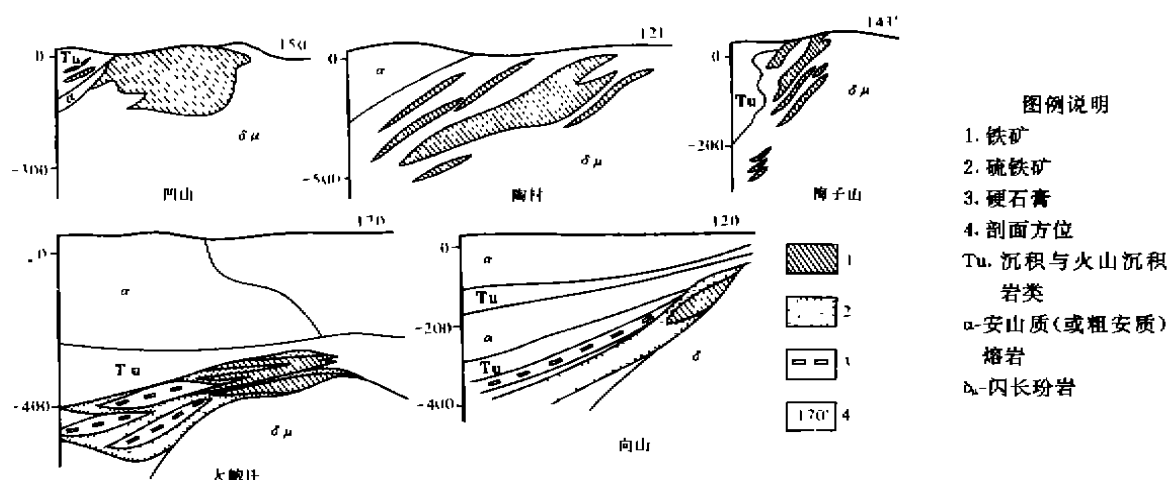 0
Tu
α
-300
150°
δμ
凹山
0
α
-500
121
δμ
陶村
0
Tu
-200
143°
δμ
陶子山
0
α
Tu
-400
170
δμ
0
α
Tu
-200
α
Tu
-400
120
δ
向山
1
2
3
170° 4
图例说明
1. 铁矿
2. 硫铁矿
3. 硬石膏
4. 剖面方位
Tu. 沉积与火山沉积
岩类
α-安山质(或粗安质)
熔岩
δμ-闪长玢岩